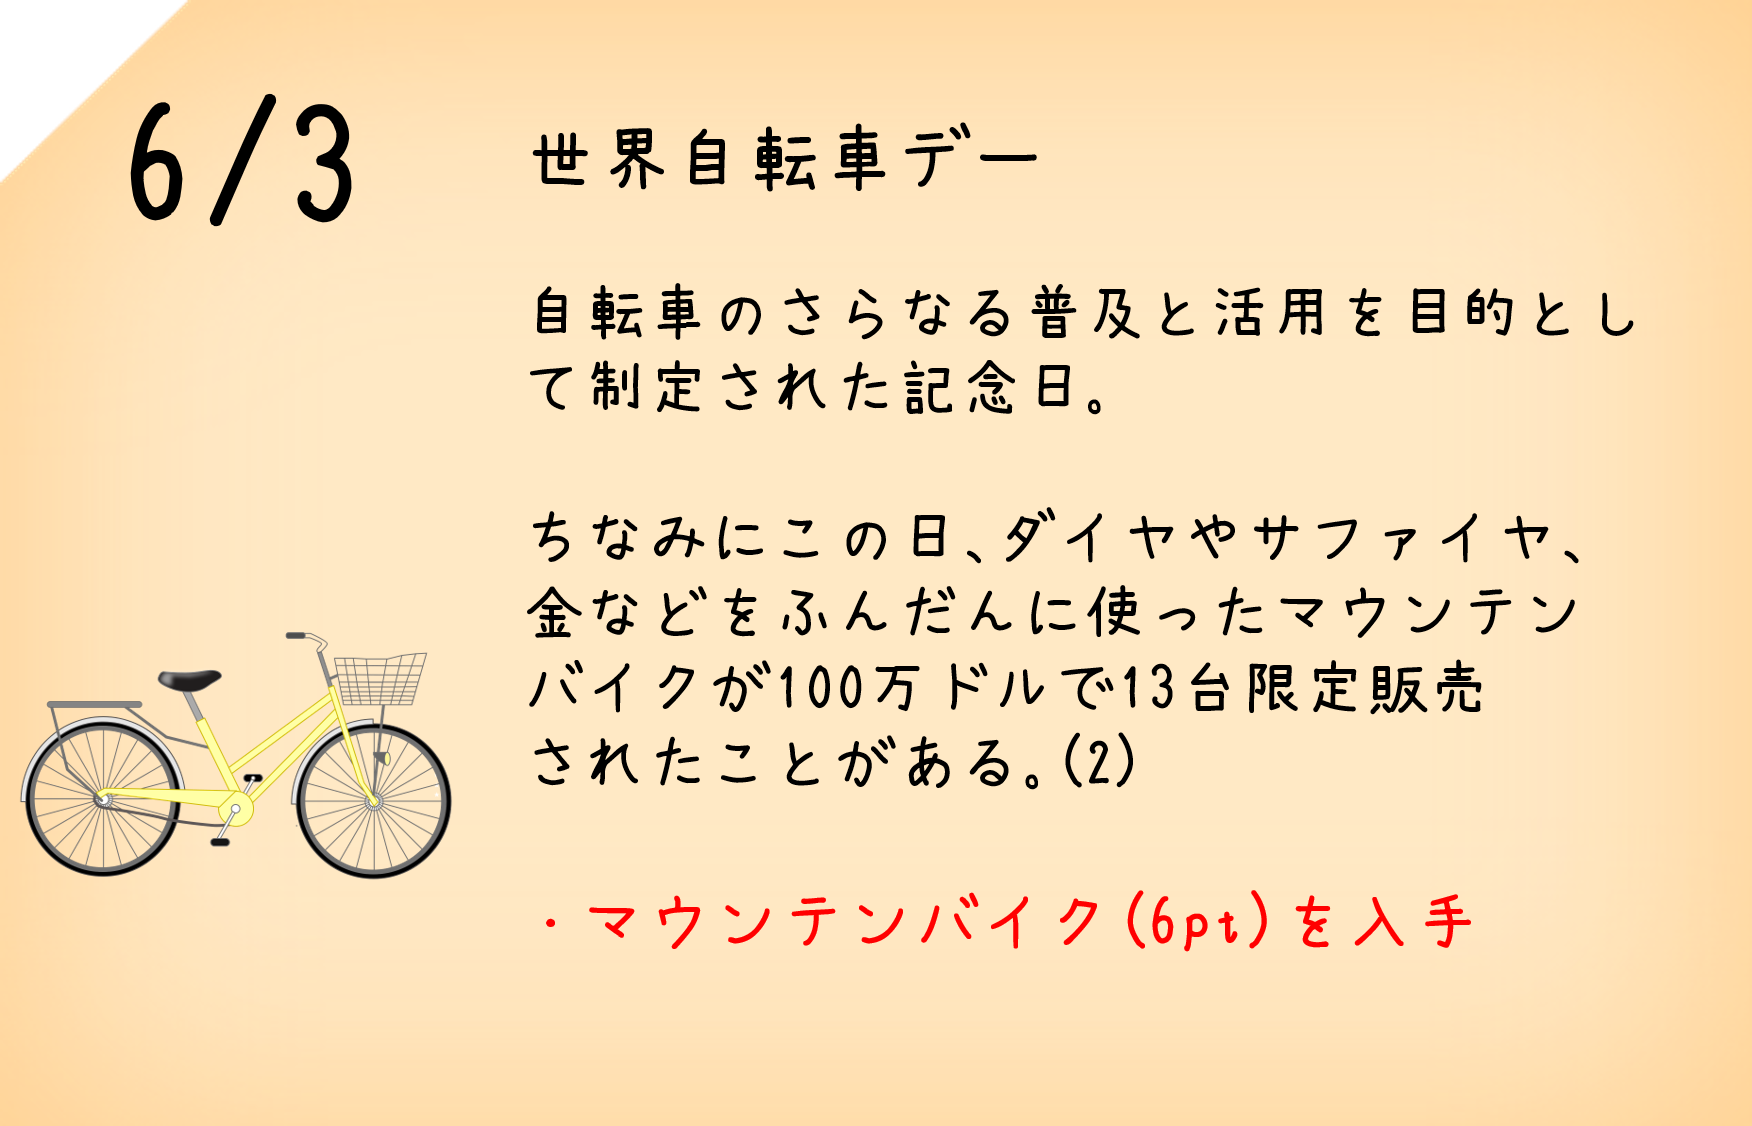 6/3
世界自転車デー
自転車のさらなる普及と活用を目的とし
て制定された記念日。
ちなみにこの日、ダイヤやサファイヤ、
金などをふんだんに使ったマウンテン
バイクが100万ドルで13台限定販売
されたことがある。(2)
・マウンテンバイク(6pt)を入手